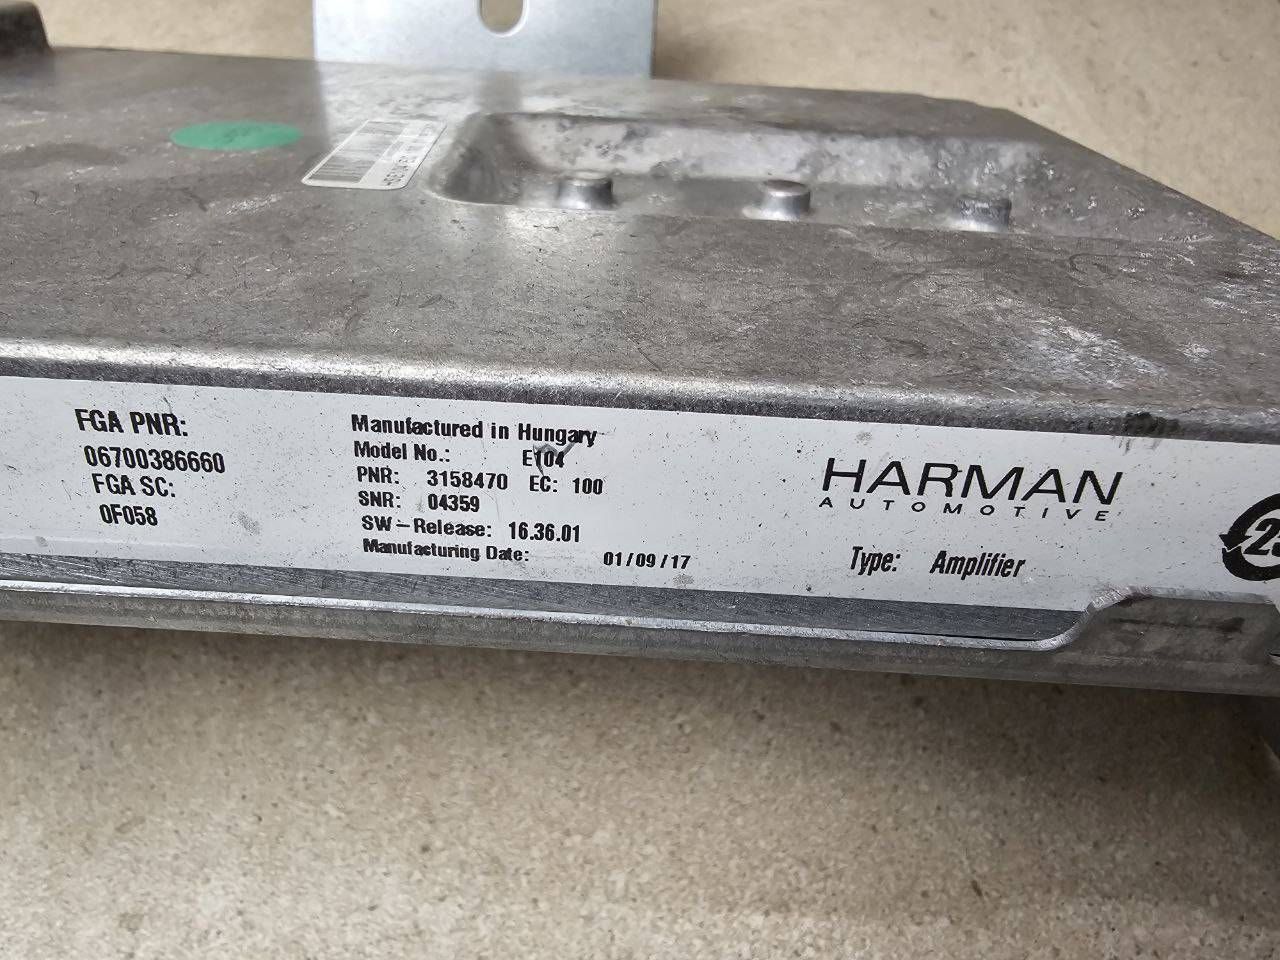 FGA PNR:
06700386660
FGA SC:
0F058
Manufactured in Hungary
Model No.: E104
PNR: 3158470 EC: 100
SNR: 04359
SW-Release: 16.36.01
Manufacturing Date: 01/09/17
HARMAN
AUTOMOTIVE
Type: Amplifier